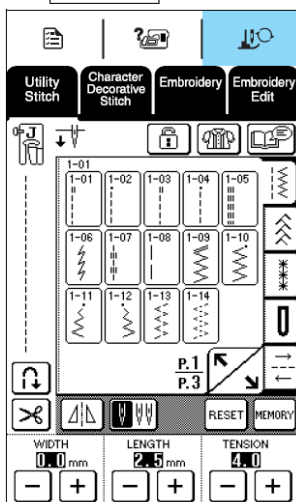 Utility Stitch
Character Decorative Stitch
Embroidery
Embroidery Edit
J
1-01
1-01 1-02 1-03 1-04 1-05
1-06 1-07 1-08 1-09 1-10
1-11 1-12 1-13 1-14
P.1
P.3
RESET MEMORY
WIDTH LENGTH TENSION
0.0 mm 2.5 mm 4.0
− + − + − +